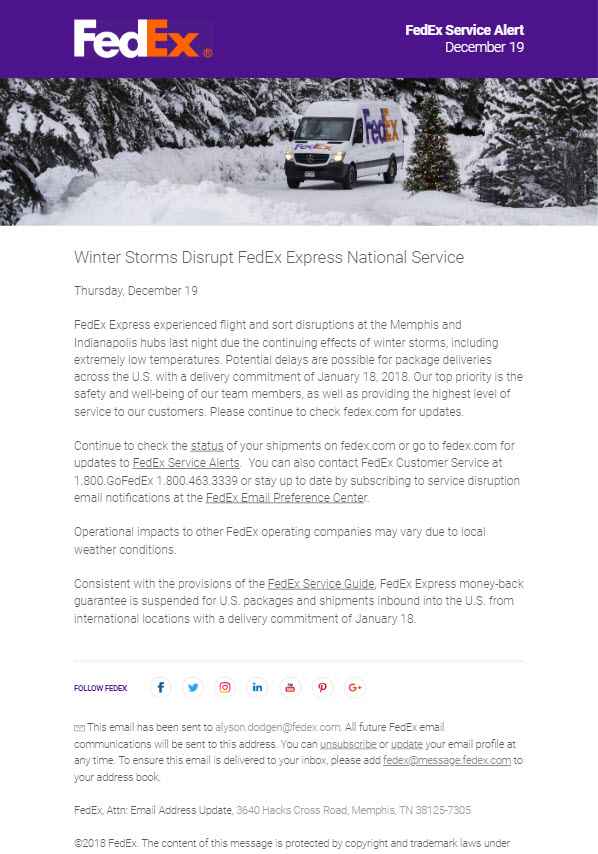 FedEx®
FedEx Service Alert
December 19
FedEx
FedEx
Winter Storms Disrupt FedEx Express National Service
Thursday, December 19
FedEx Express experienced flight and sort disruptions at the Memphis and
Indianapolis hubs last night due the continuing effects of winter storms, including
extremely low temperatures. Potential delays are possible for package deliveries
across the U.S. with a delivery commitment of January 18, 2018. Our top priority is the
safety and well-being of our team members, as well as providing the highest level of
service to our customers. Please continue to check fedex.com for updates.
Continue to check the status of your shipments on fedex.com or go to fedex.com for
updates to FedEx Service Alerts. You can also contact FedEx Customer Service at
1.800.GoFedEx 1.800.463.3339 or stay up to date by subscribing to service disruption
email notifications at the FedEx Email Preference Center.
Operational impacts to other FedEx operating companies may vary due to local
weather conditions.
Consistent with the provisions of the FedEx Service Guide, FedEx Express money-back
guarantee is suspended for U.S. packages and shipments inbound into the U.S. from
international locations with a delivery commitment of January 18.
FOLLOW FEDEX
This email has been sent to alyson.dodgen@fedex.com. All future FedEx email
communications will be sent to this address. You can unsubscribe or update your email profile at
any time. To ensure this email is delivered to your inbox, please add fedex@message.fedex.com to
your address book.
FedEx, Attn: Email Address Update, 3640 Hacks Cross Road, Memphis, TN 38125-7305
©2018 FedEx. The content of this message is protected by copyright and trademark laws under